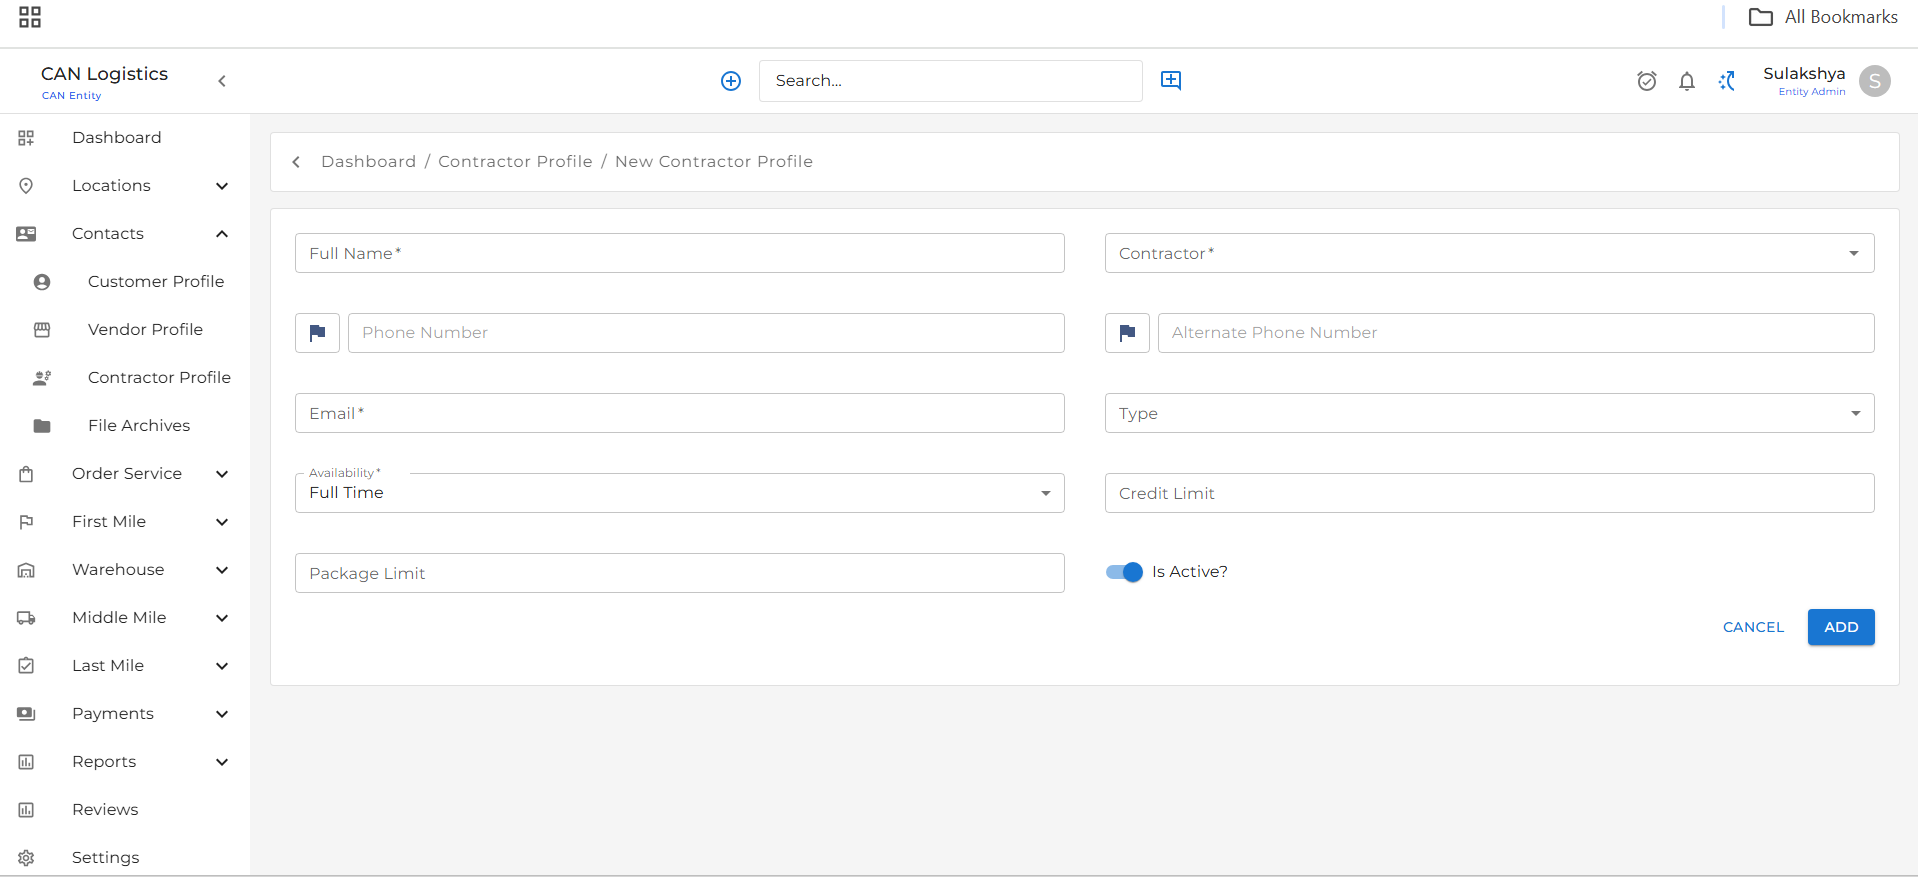 All Bookmarks
CAN Logistics
CAN Entity
Search...
Sulakshya
Entity Admin
S
Dashboard
Locations
Contacts
Customer Profile
Vendor Profile
Contractor Profile
File Archives
Order Service
First Mile
Warehouse
Middle Mile
Last Mile
Payments
Reports
Reviews
Settings
Dashboard / Contractor Profile / New Contractor Profile
Full Name*
Contractor*
Phone Number
Alternate Phone Number
Email*
Type
Availability*
Full Time
Credit Limit
Package Limit
Is Active?
CANCEL
ADD